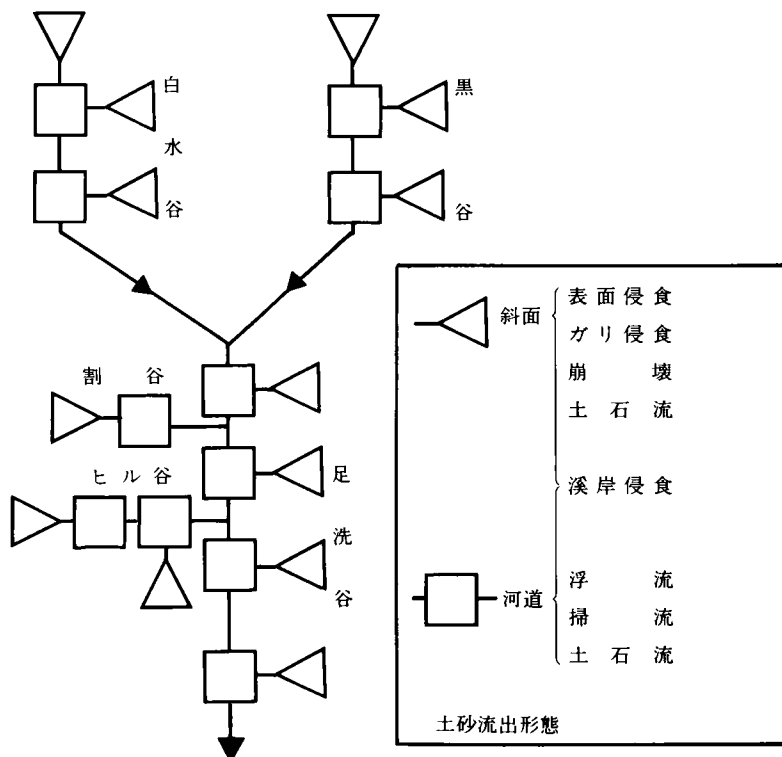 白水谷
黒谷
割谷
ヒル谷
足洗谷
斜面
表面侵食
ガリ侵食
崩壊
土石流
溪岸侵食
河道
浮流
掃流
土石流
土砂流出形態